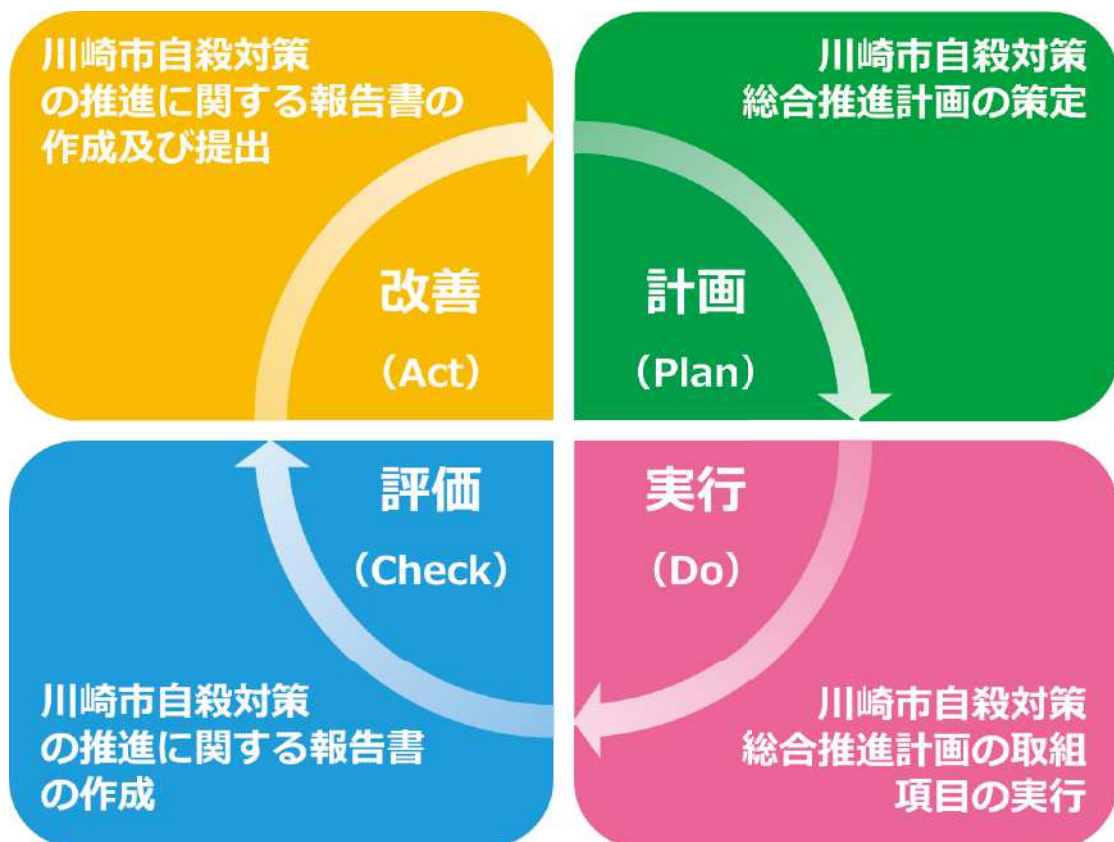 川崎市自殺対策
の推進に関する報告書の
作成及び提出
改善
（Act）
川崎市自殺対策
総合推進計画の策定
計画
（Plan）
評価
（Check）
川崎市自殺対策
の推進に関する報告書
の作成
実行
（Do）
川崎市自殺対策
総合推進計画の取組
項目の実行